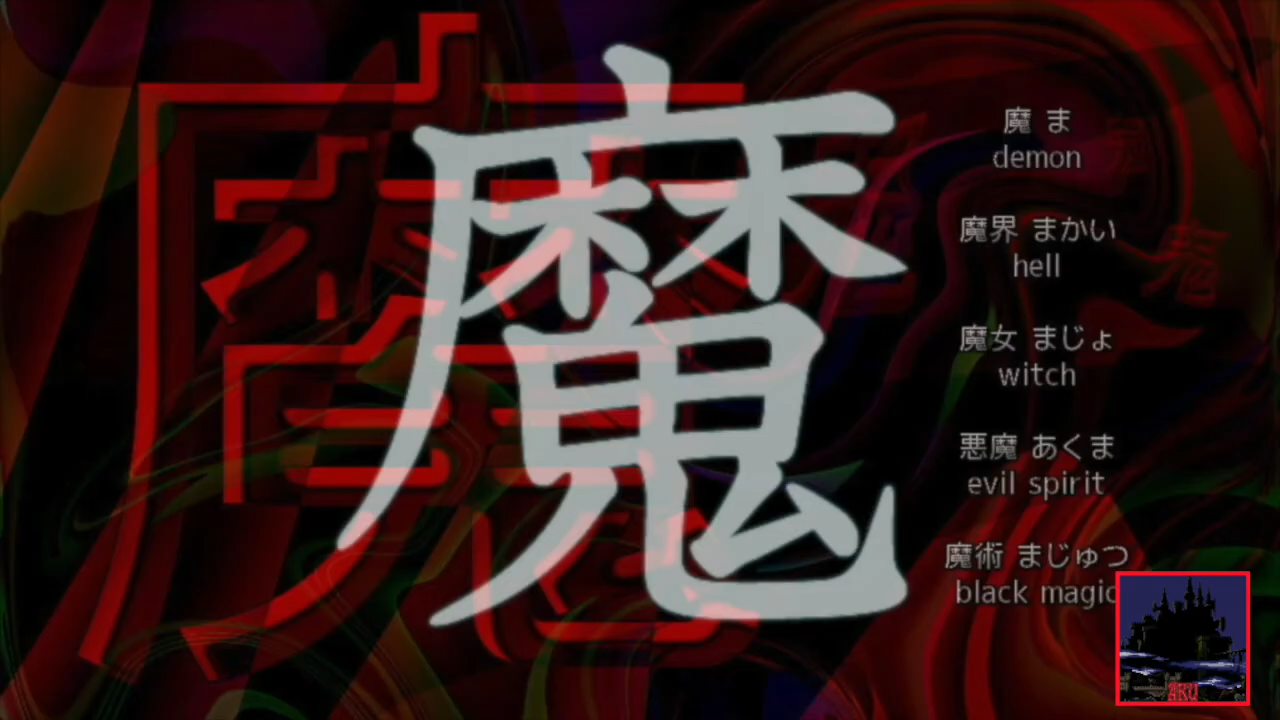 魔
魔 ま
demon
魔界 まかい
hell
魔女 まじょ
witch
悪魔 あくま
evil spirit
魔術 まじゅつ
black magic
ARU